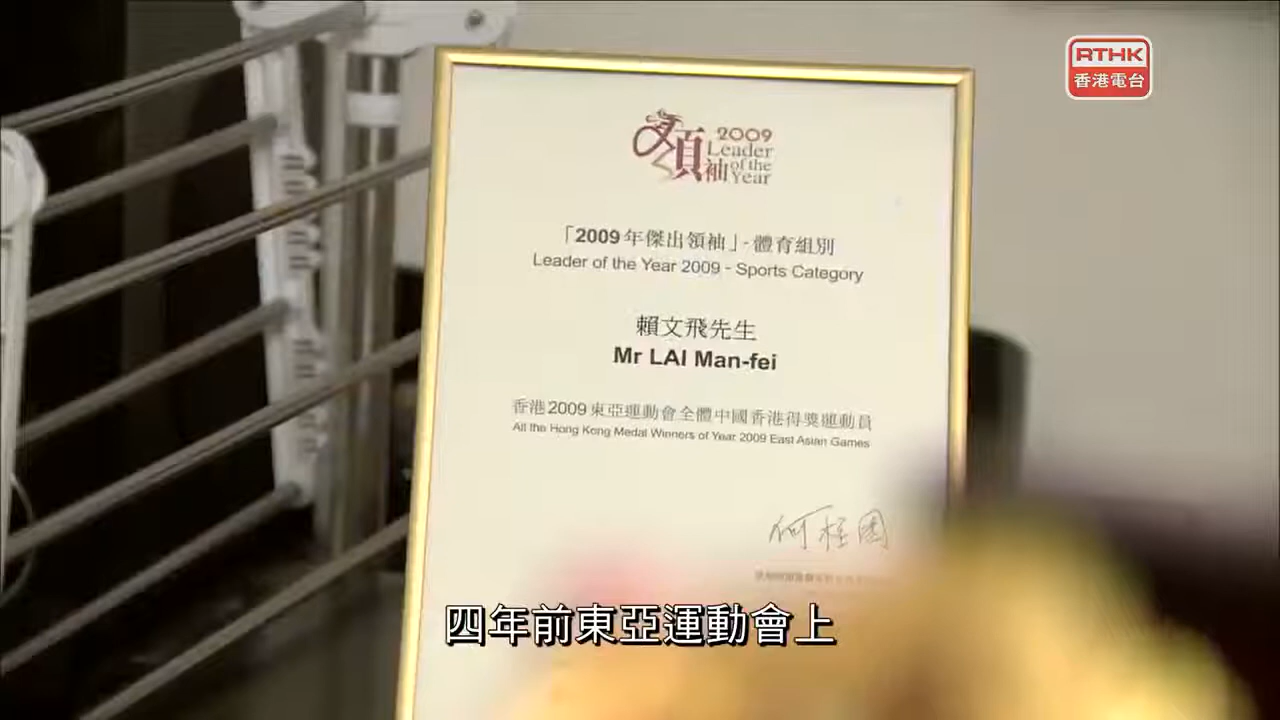 RTHK
香港電台
領袖
2009
Leader
of the
Year
「2009年傑出領袖」-體育組別
Leader of the Year 2009 - Sports Category
賴文飛先生
Mr LAI Man-fei
香港2009東亞運動會全體中國香港得獎運動員
All the Hong Kong Medal Winners of Year 2009 East Asian Games
何柱國
四年前東亞運動會上